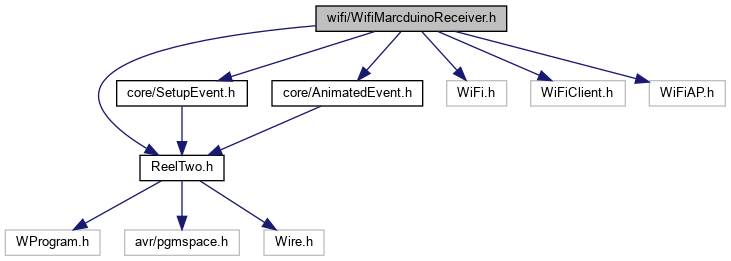 wifi/WifiMarcduinoReceiver.h
core/SetupEvent.h
core/AnimatedEvent.h
WiFi.h
WiFiClient.h
WiFiAP.h
ReelTwo.h
WProgram.h
avr/pgmspace.h
Wire.h